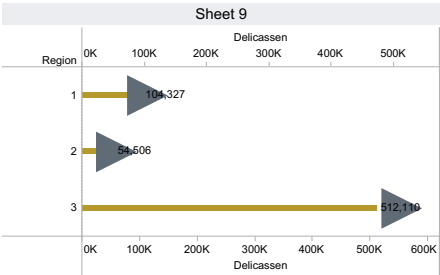 Sheet 9
Delicassen
Region 0K 100K 200K 300K 400K 500K
1 104,327
2 54,506
3 512,110
0K 100K 200K 300K 400K 500K 600K
Delicassen